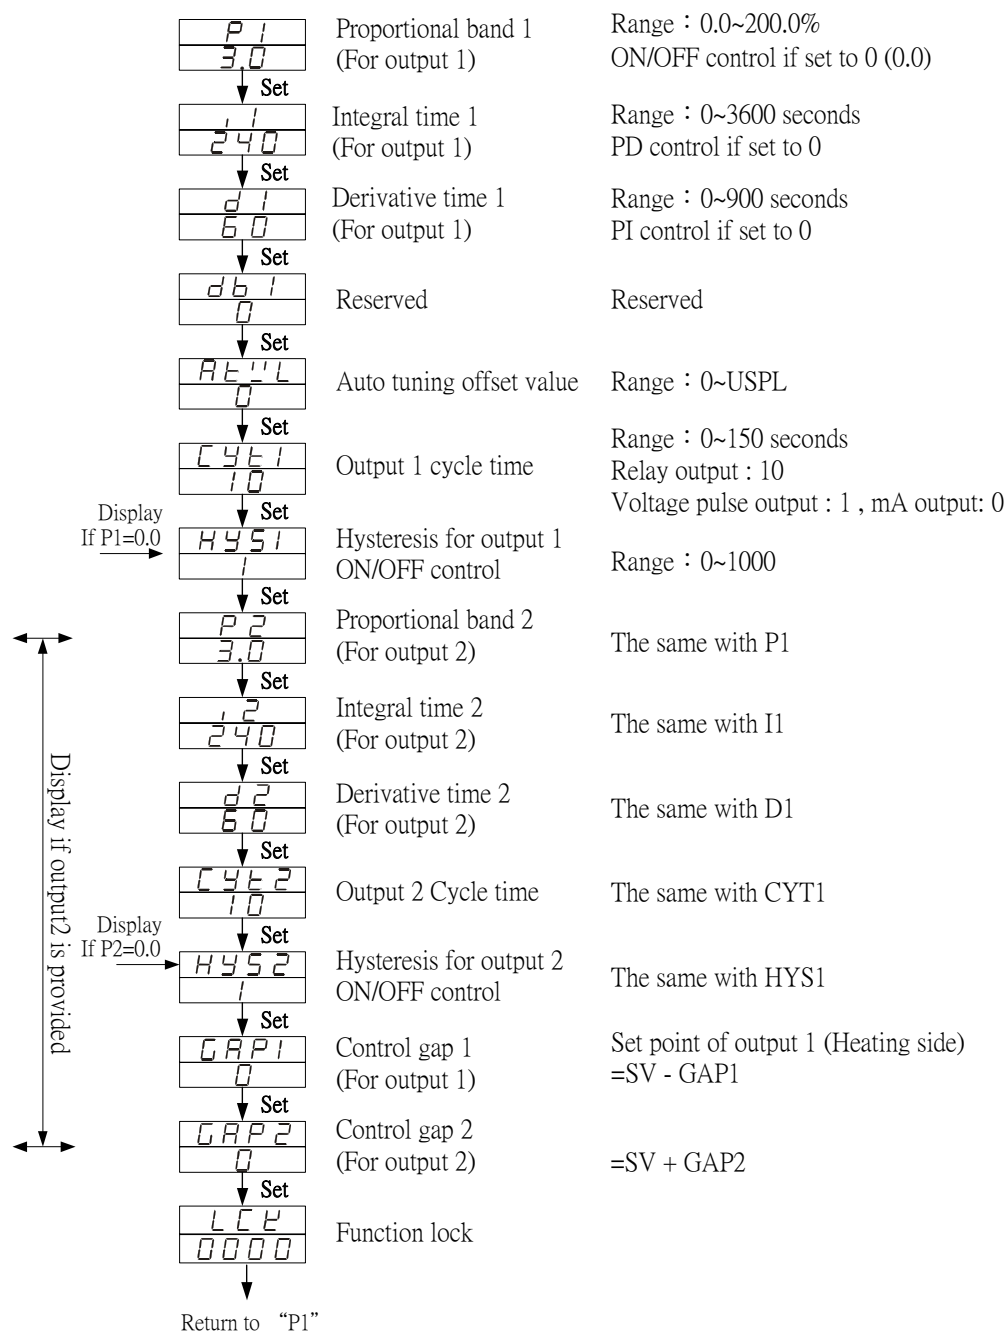 P1
3.0
Proportional band 1
(For output 1)
Range：0.0~200.0%
ON/OFF control if set to 0 (0.0)
Set
i1
240
Integral time 1
(For output 1)
Range：0~3600 seconds
PD control if set to 0
Set
d1
60
Derivative time 1
(For output 1)
Range：0~900 seconds
PI control if set to 0
Set
db1
0
Reserved
Reserved
Set
AtVL
0
Auto tuning offset value
Range：0~USPL
Set
CYt1
10
Output 1 cycle time
Range：0~150 seconds
Relay output : 10
Voltage pulse output : 1 , mA output: 0
Set
Display
If P1=0.0
HYS1
1
Hysteresis for output 1
ON/OFF control
Range：0~1000
Set
Display if output2 is provided
P2
3.0
Proportional band 2
(For output 2)
The same with P1
Set
i2
240
Integral time 2
(For output 2)
The same with I1
Set
d2
60
Derivative time 2
(For output 2)
The same with D1
Set
CYt2
10
Output 2 Cycle time
The same with CYT1
Set
Display
If P2=0.0
HYS2
1
Hysteresis for output 2
ON/OFF control
The same with HYS1
Set
GAP1
0
Control gap 1
(For output 1)
Set point of output 1 (Heating side)
=SV - GAP1
Set
GAP2
0
Control gap 2
(For output 2)
=SV + GAP2
Set
LCK
0000
Function lock
Return to “P1”